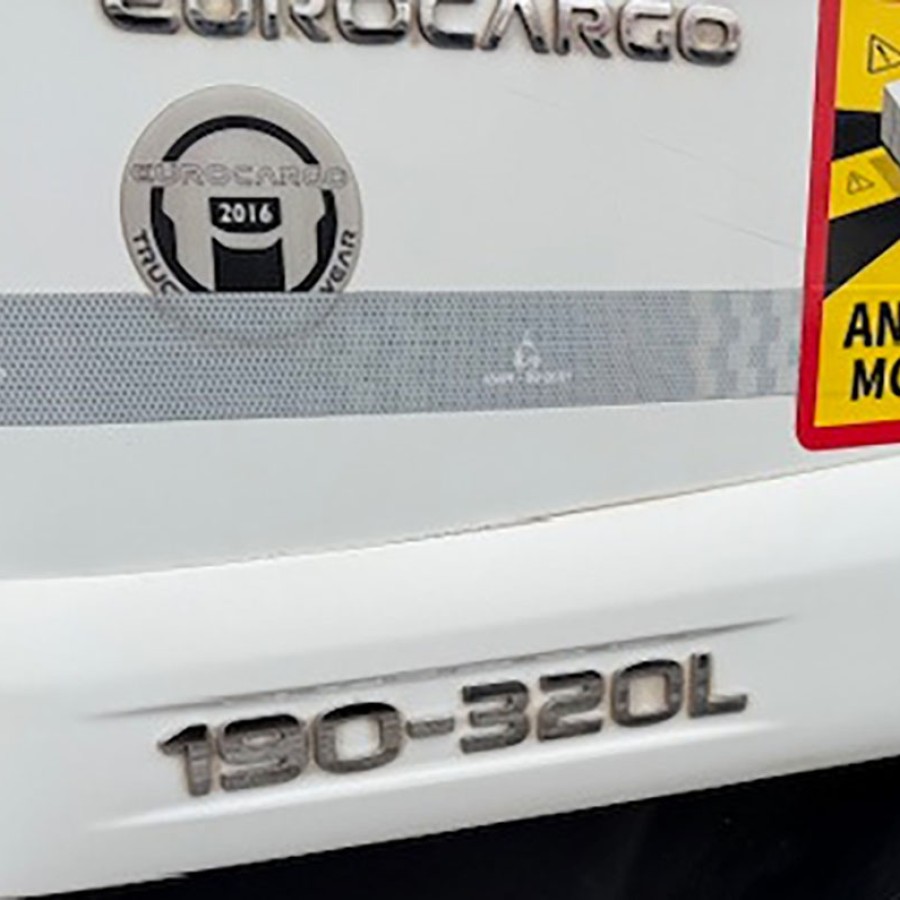 EUROCARGO
EUROCARGO
2016
TRUC
YEAR
AN
MO
190-320L